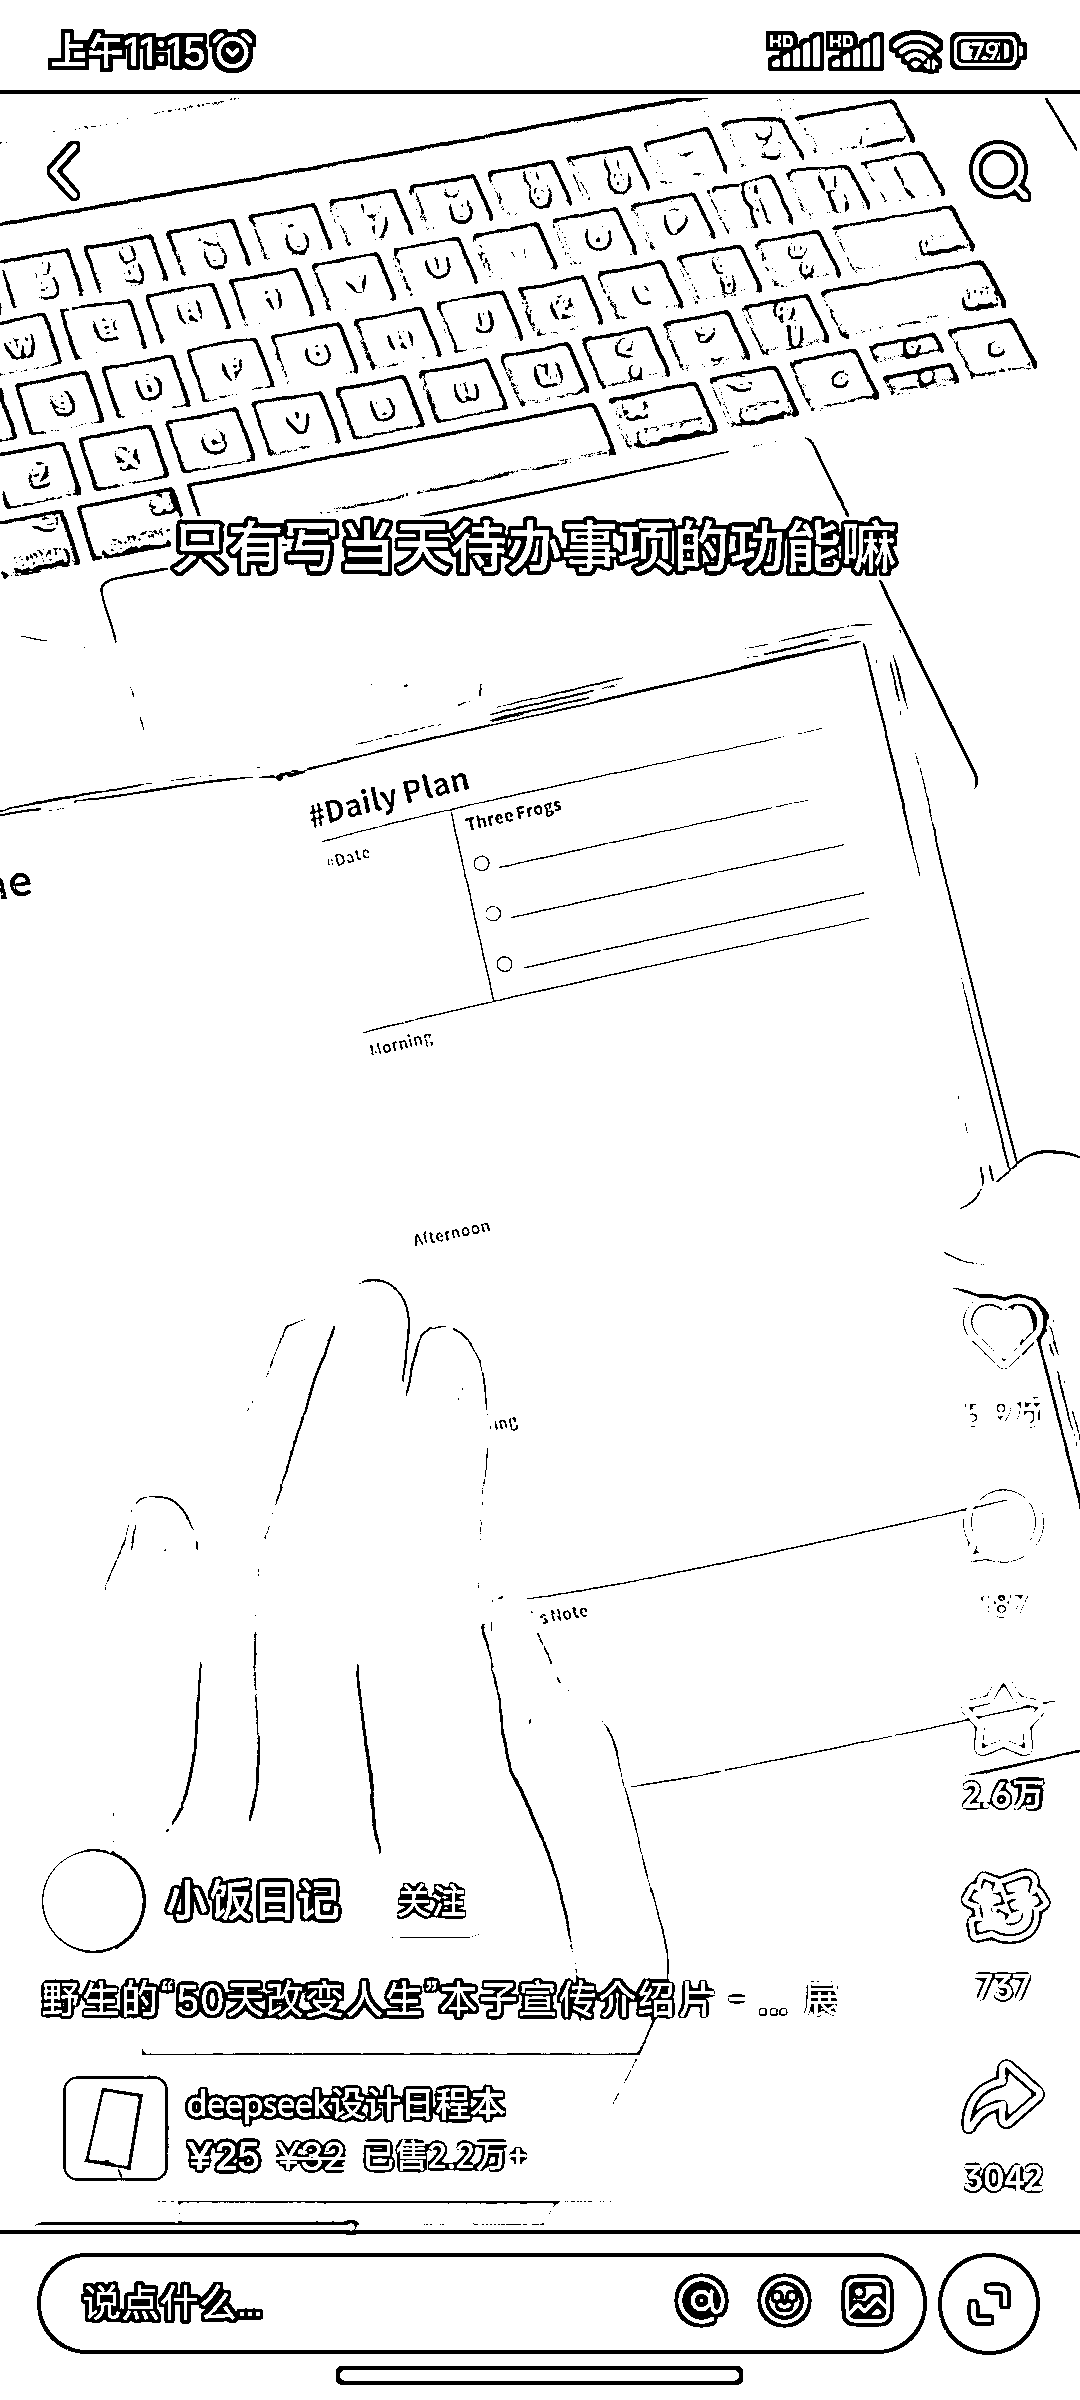 上午11:15
HD HD 79
只有写当天待办事项的功能嘛
#Daily Plan
Three Frogs
#Date
Morning
Afternoon
s Note
2.6万
小饭日记 关注
野生的“50天改变人生”本子宣传介绍片 - ... 展
737
deepseek设计日程本
¥25 ¥32 已售2.2万+
3042
说点什么...